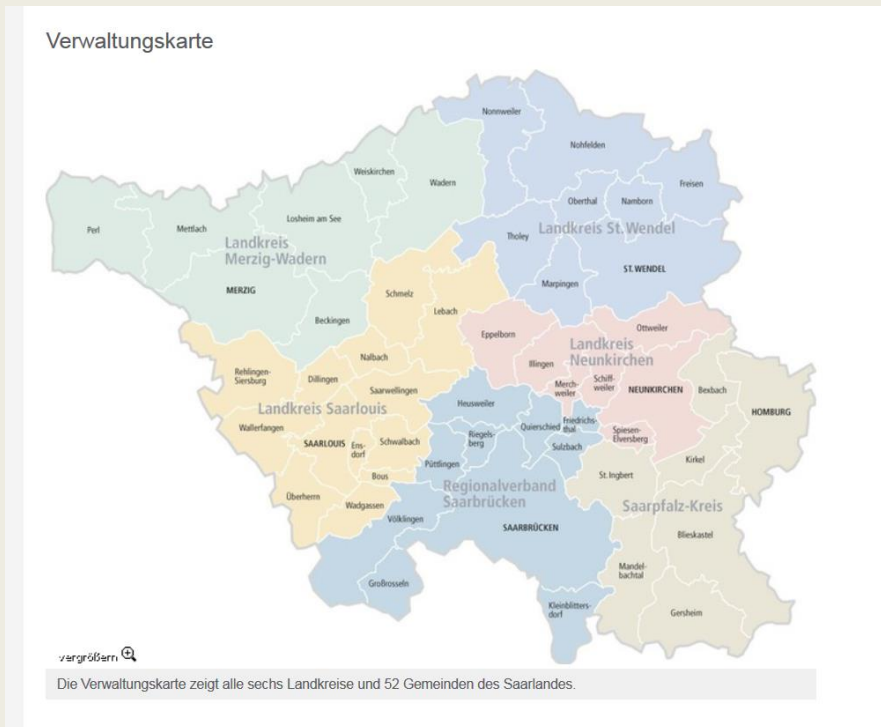 Verwaltungskarte
Nonnweiler
Nohfelden
Weiskirchen
Wadern
Freisen
Oberthal
Namborn
Perl
Mettlach
Losheim am See
Tholey
Landkreis St. Wendel
Landkreis
Merzig-Wadern
ST. WENDEL
MERZIG
Marpingen
Schmelz
Lebach
Beckingen
Eppelborn
Ottweiler
Landkreis
Neunkirchen
Nalbach
Illingen
Rehlingen-
Siersburg
Dillingen
Saarwellingen
Merch-
weiler
Schiff-
weiler
NEUNKIRCHEN
Bexbach
HOMBURG
Landkreis Saarlouis
Heusweiler
Wallerfangen
SAARLOUIS
Ens-
dorf
Schwalbach
Riegels-
berg
Quierschied
Friedrichs-
thal
Sulzbach
Spiesen-
Elversberg
Kirkel
Püttlingen
Bous
St. Ingbert
Regionalverband
Saarbrücken
Überherrn
Wadgassen
Saarpfalz-Kreis
Völklingen
SAARBRÜCKEN
Blieskastel
Großrosseln
Mandel-
bachtal
Kleinblitters-
dorf
Gersheim
vergrößern
Die Verwaltungskarte zeigt alle sechs Landkreise und 52 Gemeinden des Saarlandes.